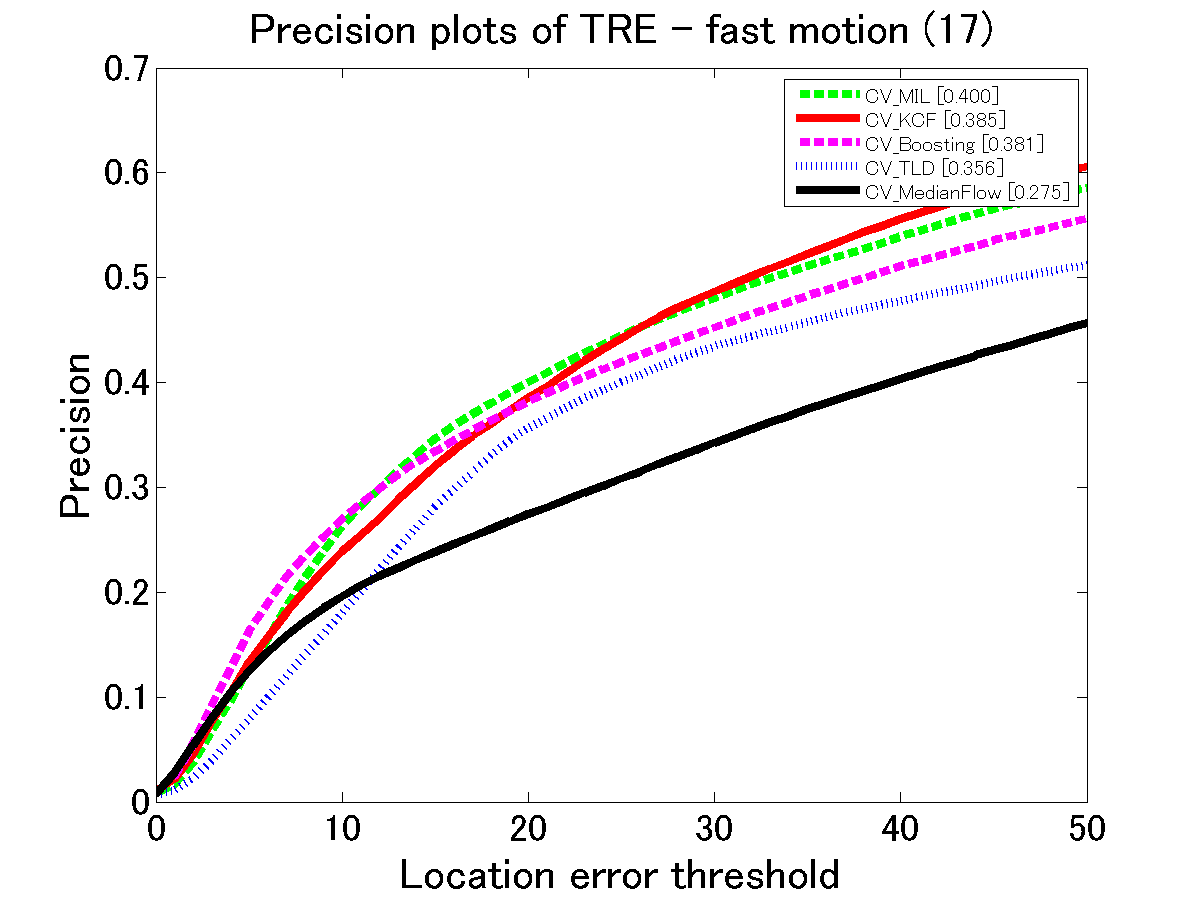 Precision plots of TRE - fast motion (17)
0.7
0.6
0.5
0.4
0.3
0.2
0.1
0
CV_MIL [0.400]
CV_KCF [0.385]
CV_Boosting [0.381]
CV_TLD [0.356]
CV_MedianFlow [0.275]
Precision
0 10 20 30 40 50
Location error threshold